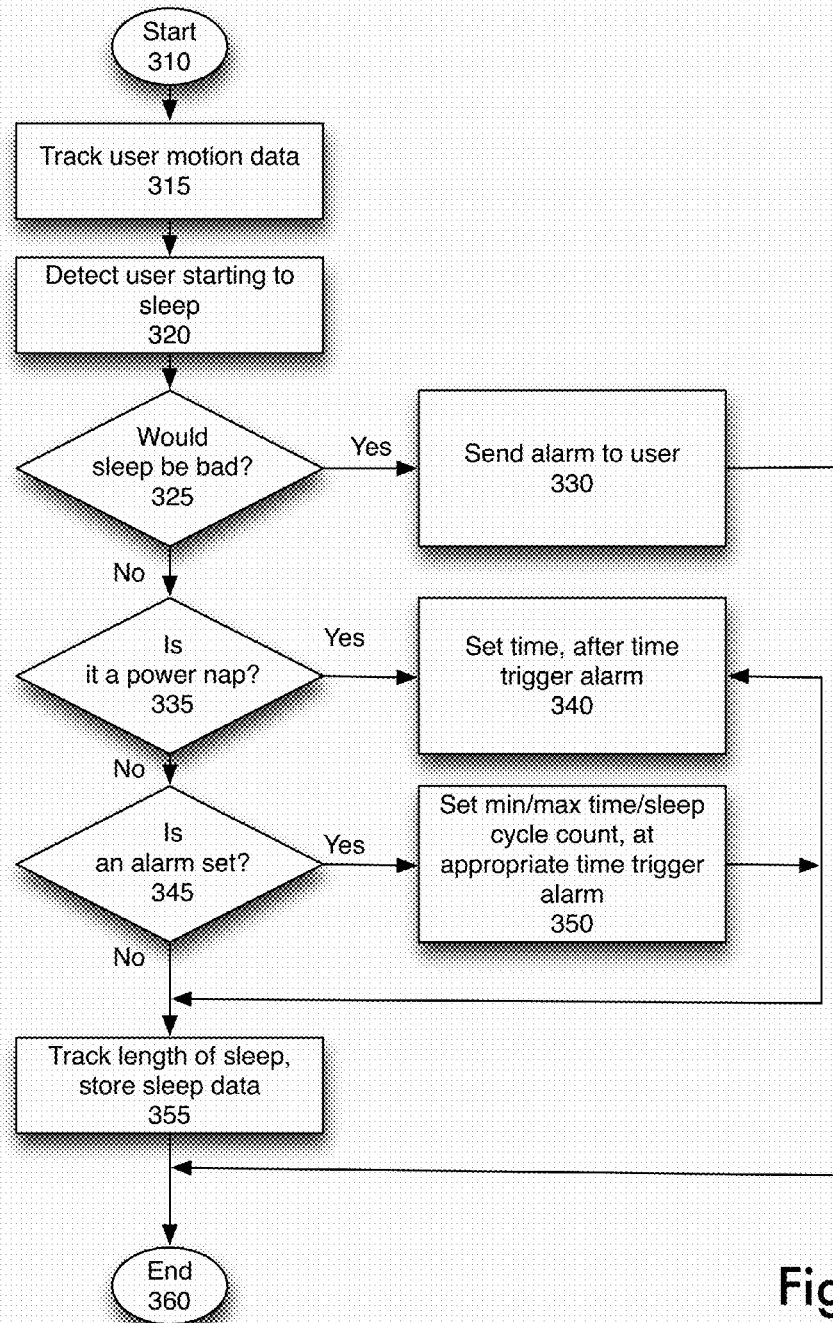 Start
310
Track user motion data
315
Detect user starting to
sleep
320
Would
sleep be bad?
325
Yes
Send alarm to user
330
No
Is
it a power nap?
335
Yes
Set time, after time
trigger alarm
340
No
Is
an alarm set?
345
Yes
Set min/max time/sleep
cycle count, at
appropriate time trigger
alarm
350
No
Track length of sleep,
store sleep data
355
End
360
Fig